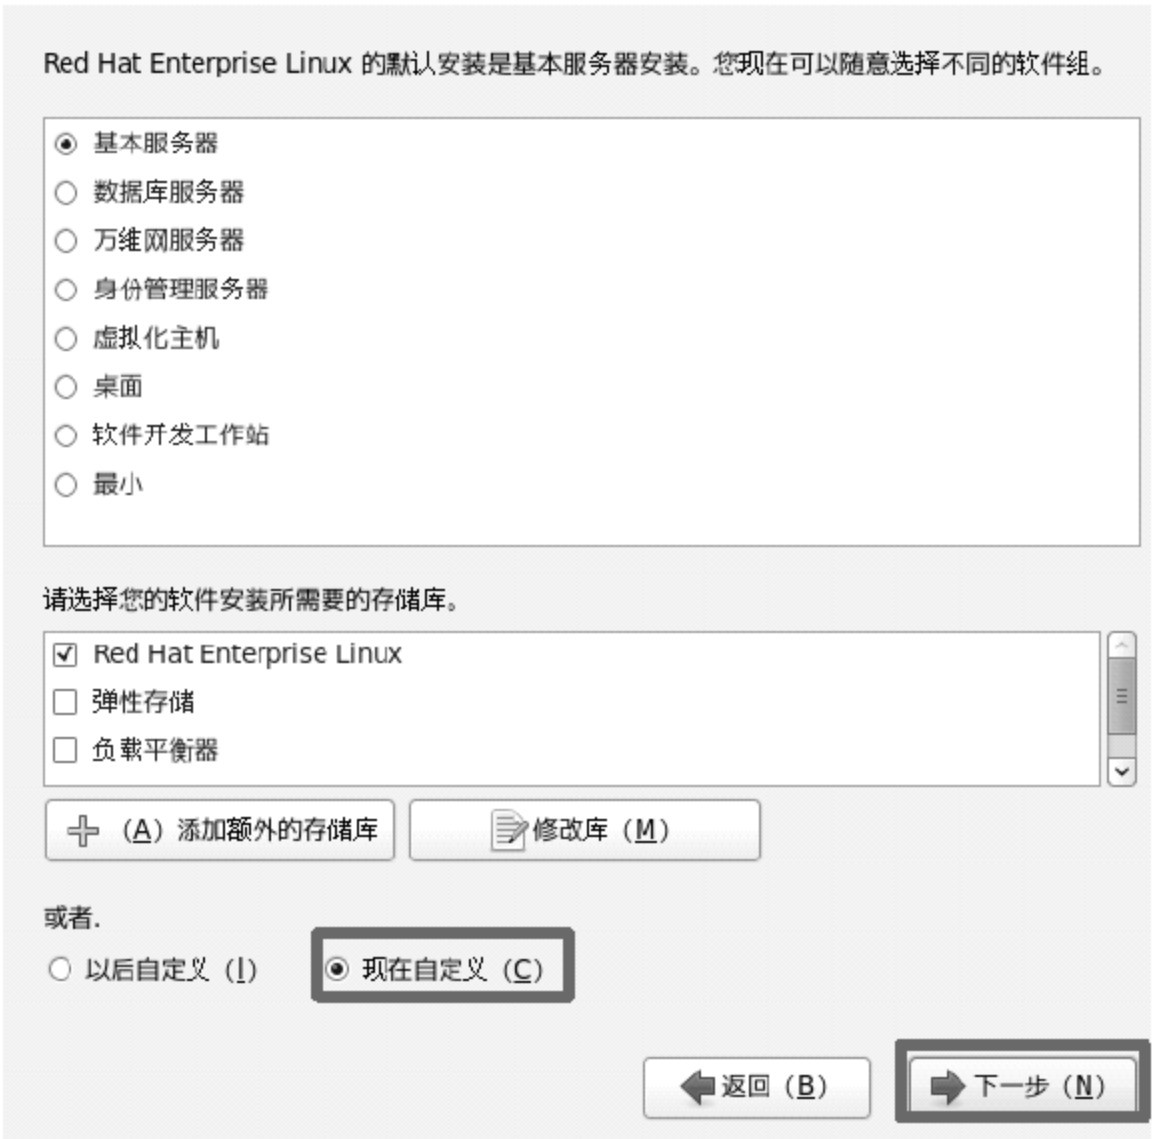 Red Hat Enterprise Linux 的默认安装是基本服务器安装。您现在可以随意选择不同的软件组。
基本服务器
数据库服务器
万维网服务器
身份管理服务器
虚拟化主机
桌面
软件开发工作站
最小
请选择您的软件安装所需要的存储库。
Red Hat Enterprise Linux
弹性存储
负载平衡器
(A) 添加额外的存储库
修改库 (M)
或者.
以后自定义 (l) 现在自定义 (C)
返回 (B) 下一步 (N)